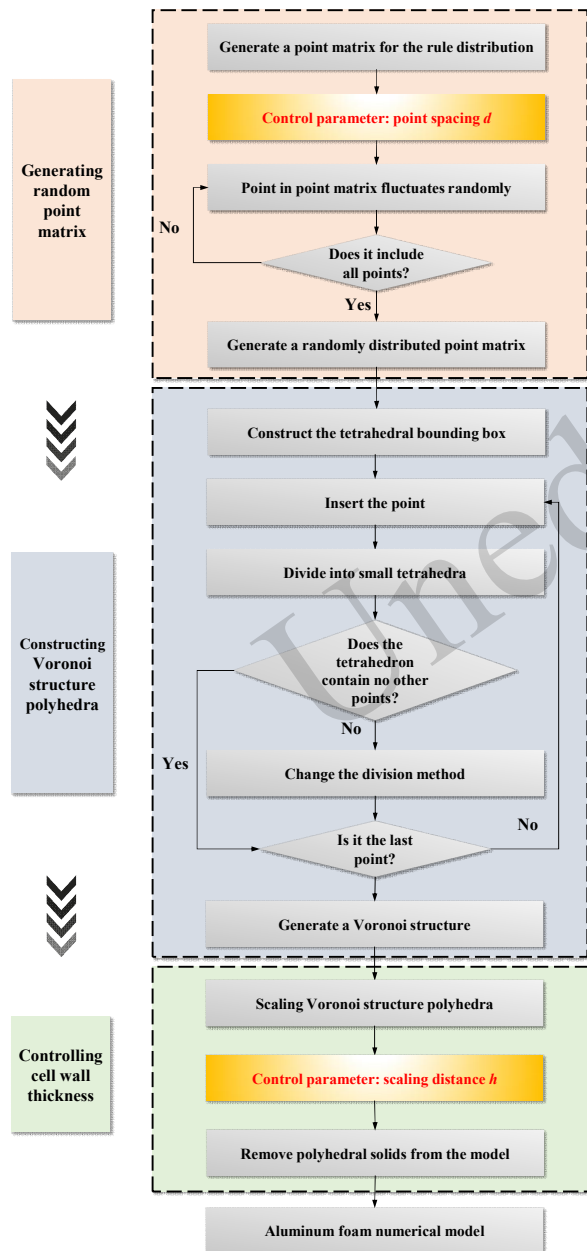 Generate a point matrix for the rule distribution
Control parameter: point spacing d
Generating
random
point
matrix
Point in point matrix fluctuates randomly
No
Does it include
all points?
Yes
Generate a randomly distributed point matrix
Construct the tetrahedral bounding box
Insert the point
Divide into small tetrahedra
Constructing
Voronoi
structure
polyhedra
Does the
tetrahedron
contain no other
points?
No
Yes
Change the division method
No
Is it the last
point?
Generate a Voronoi structure
Scaling Voronoi structure polyhedra
Controlling
cell wall
thickness
Control parameter: scaling distance h
Remove polyhedral solids from the model
Aluminum foam numerical model
Uned